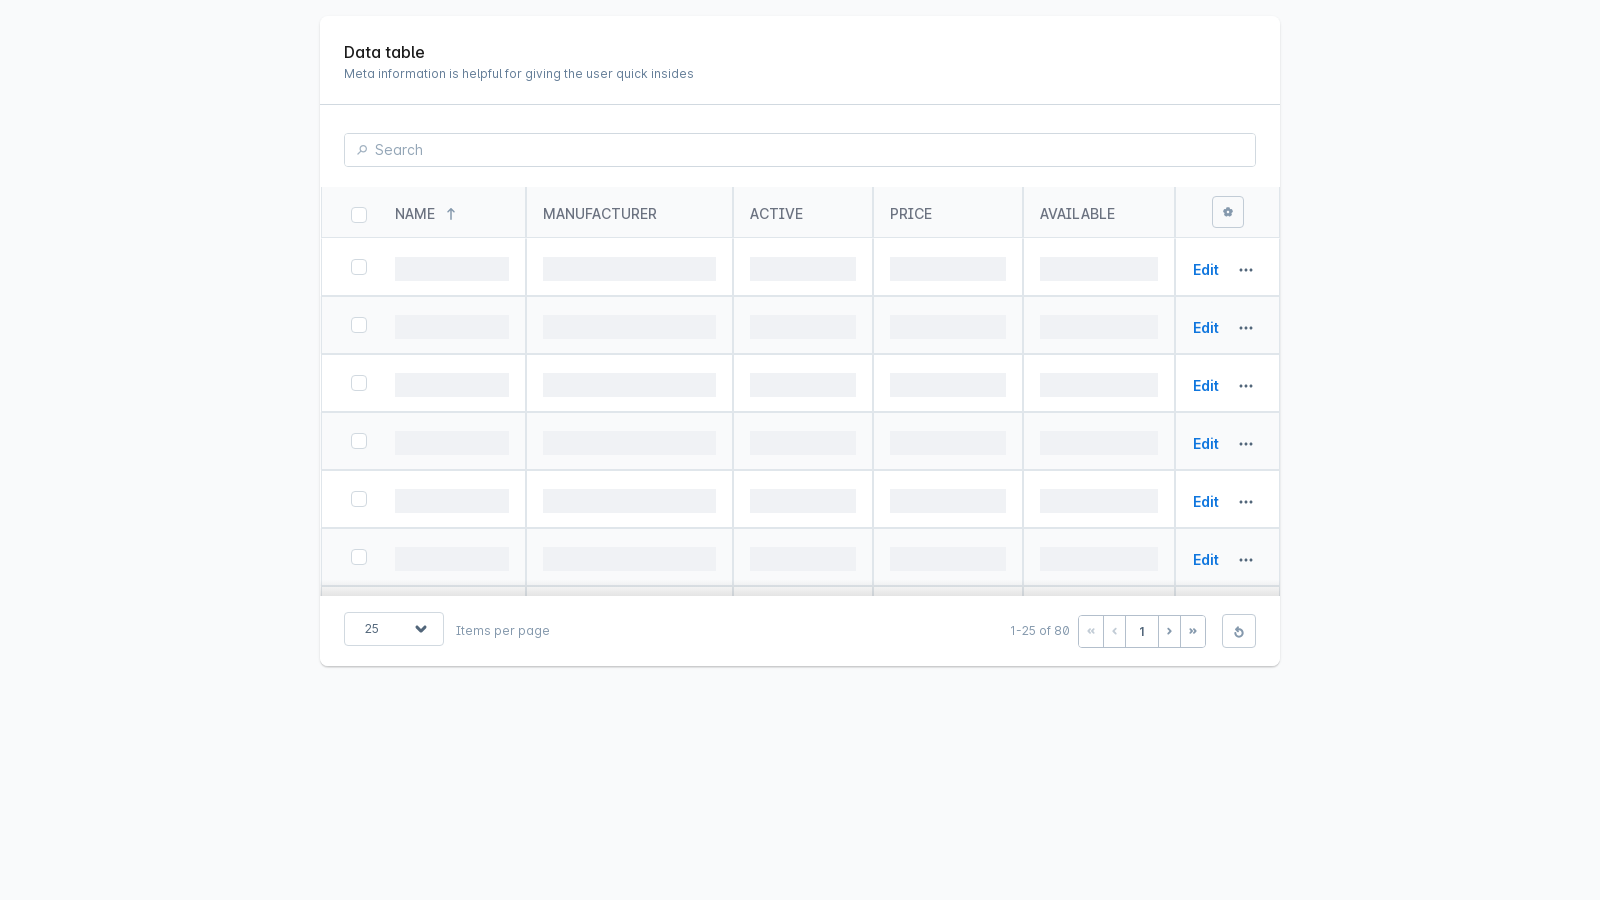 Data table
Meta information is helpful for giving the user quick insides
Search
NAME MANUFACTURER ACTIVE PRICE AVAILABLE
Edit
Edit
Edit
Edit
Edit
Edit
25 Items per page 1-25 of 80 « ‹ 1 › »